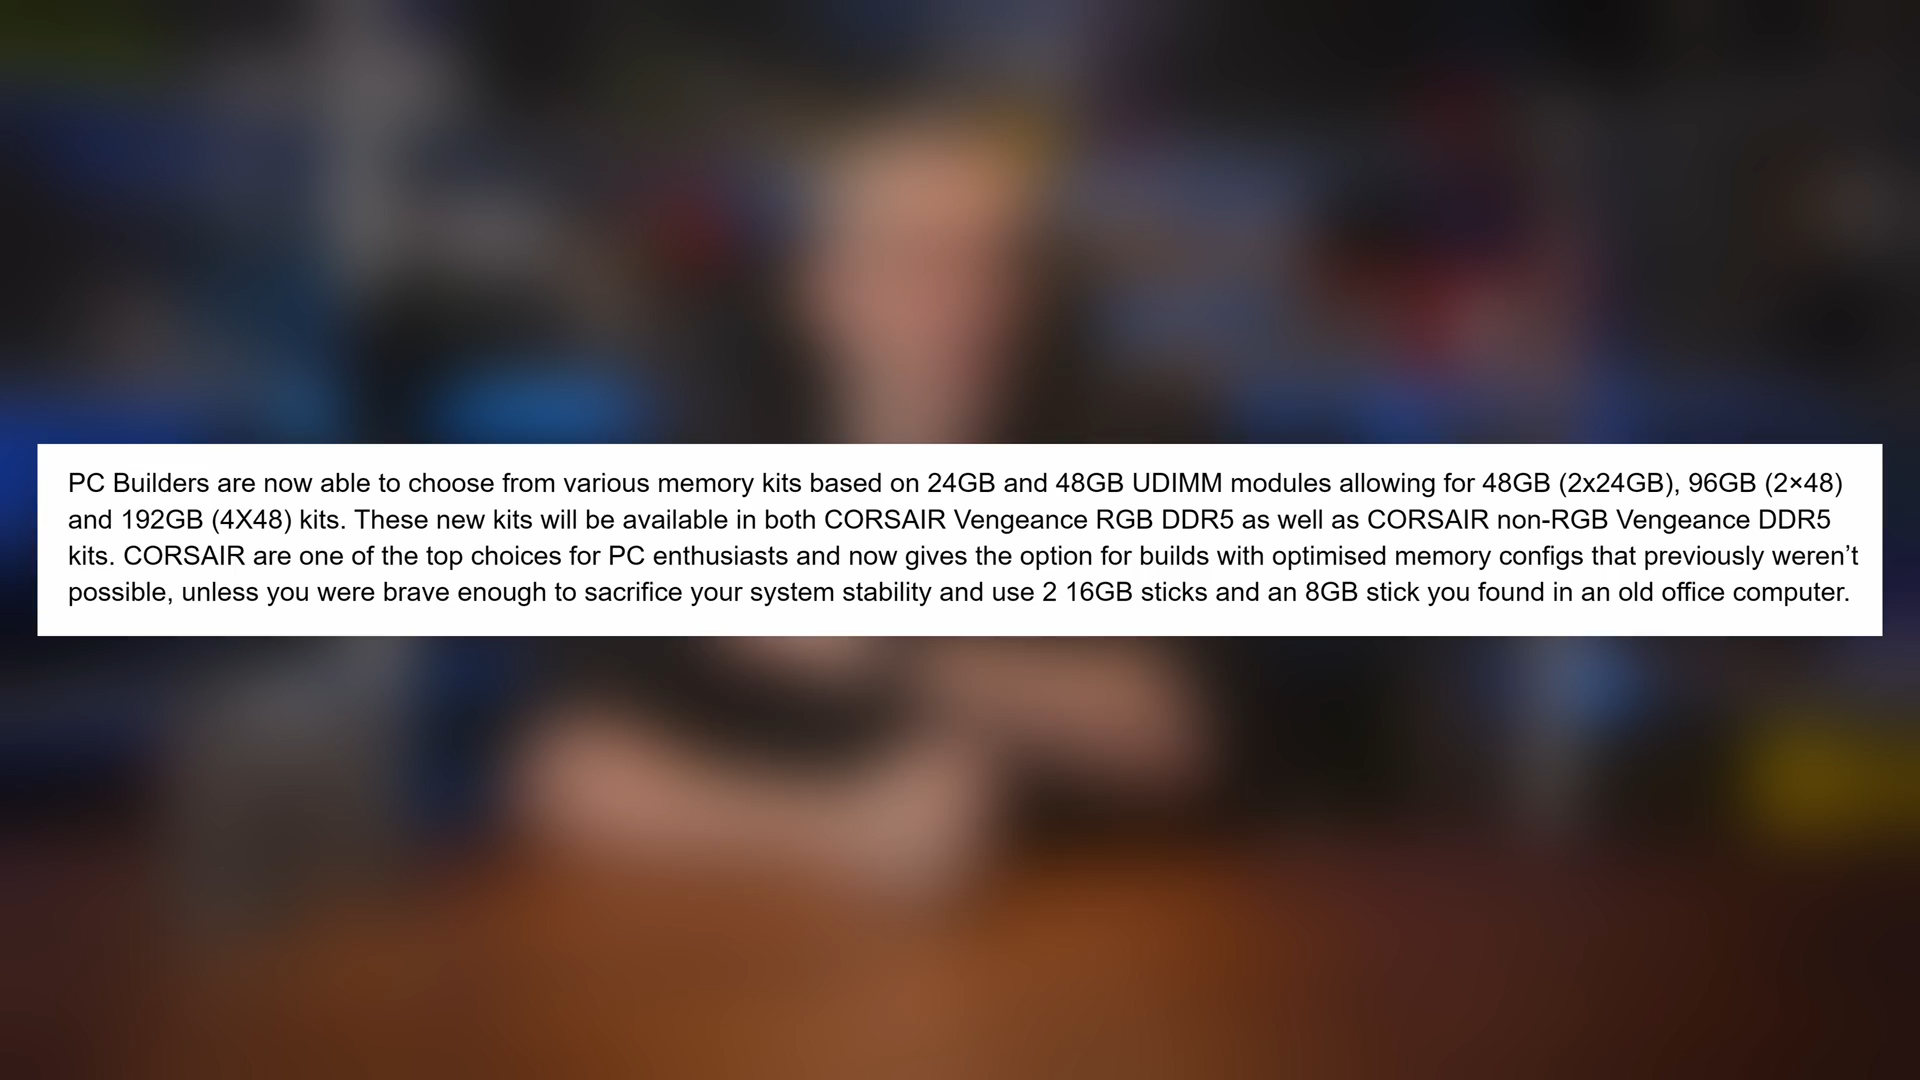 PC Builders are now able to choose from various memory kits based on 24GB and 48GB UDIMM modules allowing for 48GB (2x24GB), 96GB (2×48)
and 192GB (4X48) kits. These new kits will be available in both CORSAIR Vengeance RGB DDR5 as well as CORSAIR non-RGB Vengeance DDR5
kits. CORSAIR are one of the top choices for PC enthusiasts and now gives the option for builds with optimised memory configs that previously weren’t
possible, unless you were brave enough to sacrifice your system stability and use 2 16GB sticks and an 8GB stick you found in an old office computer.